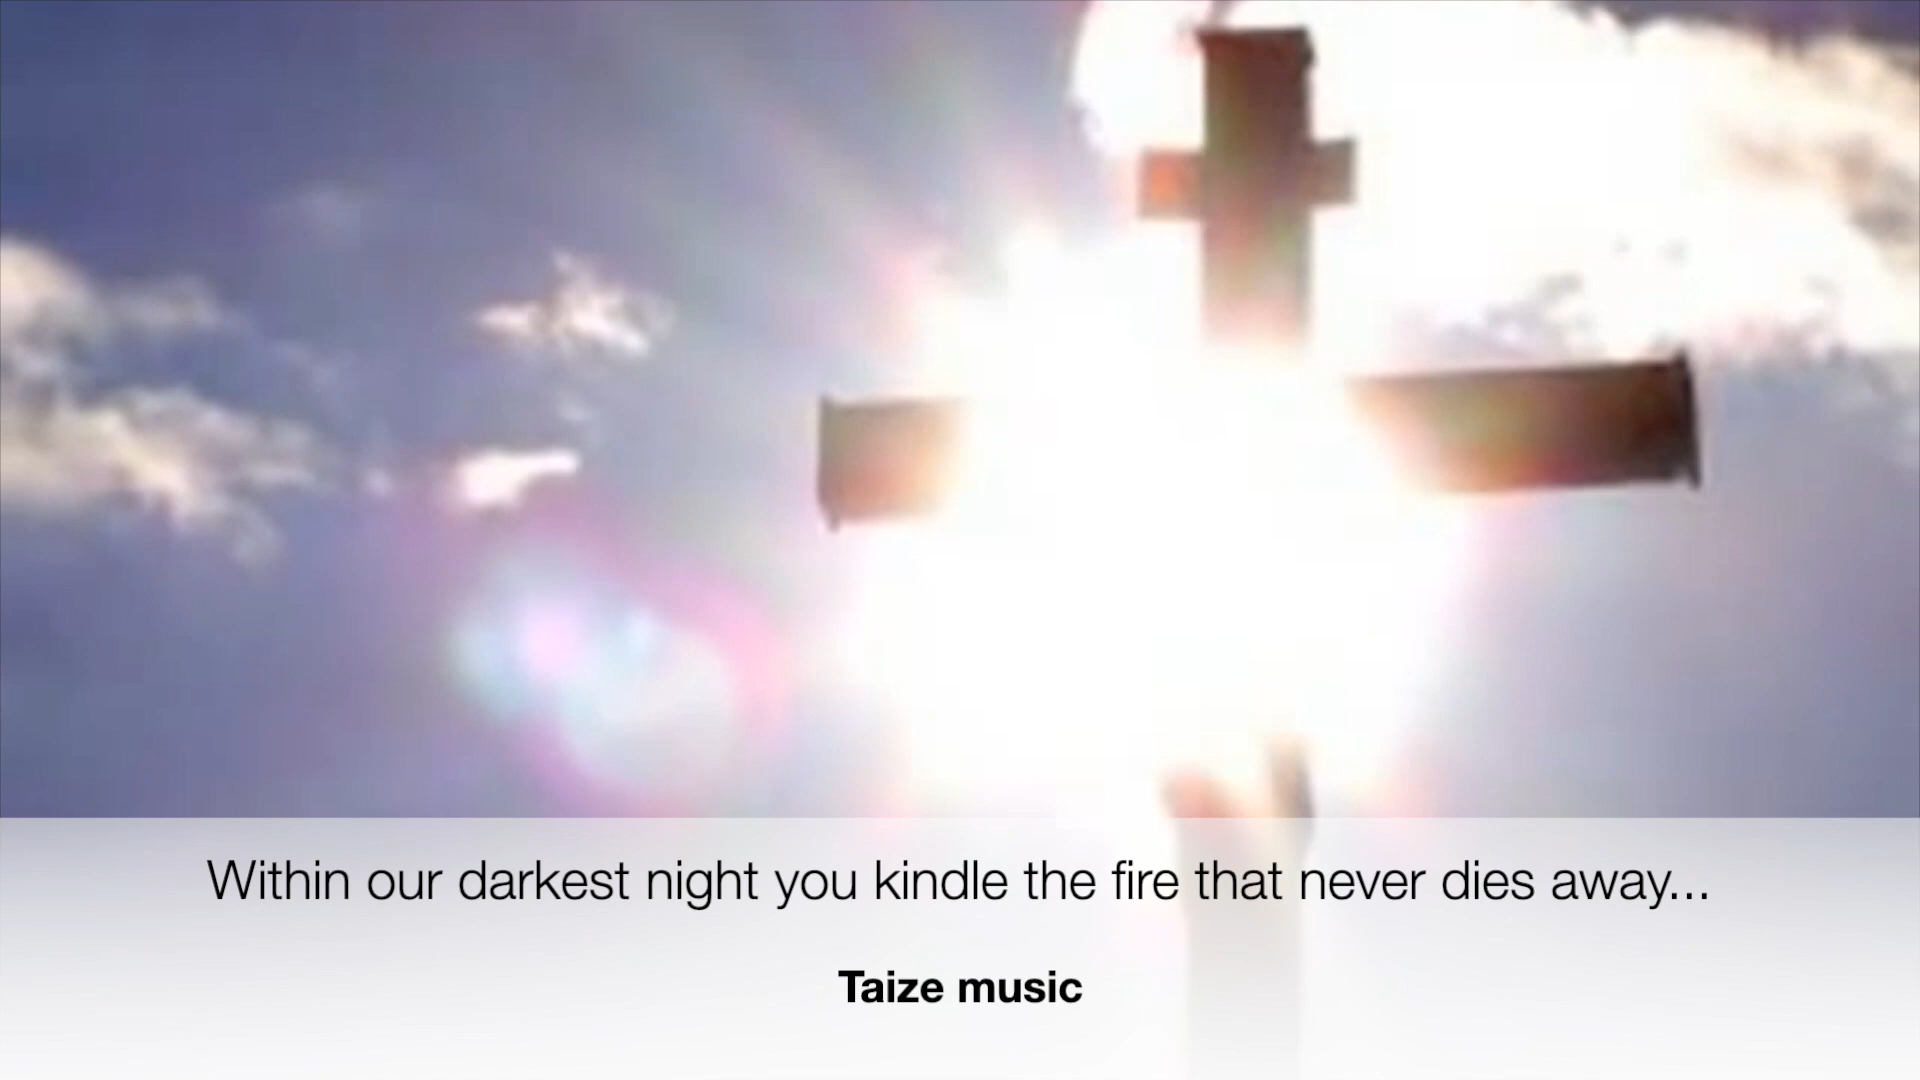 Within our darkest night you kindle the fire that never dies away...
Taize music